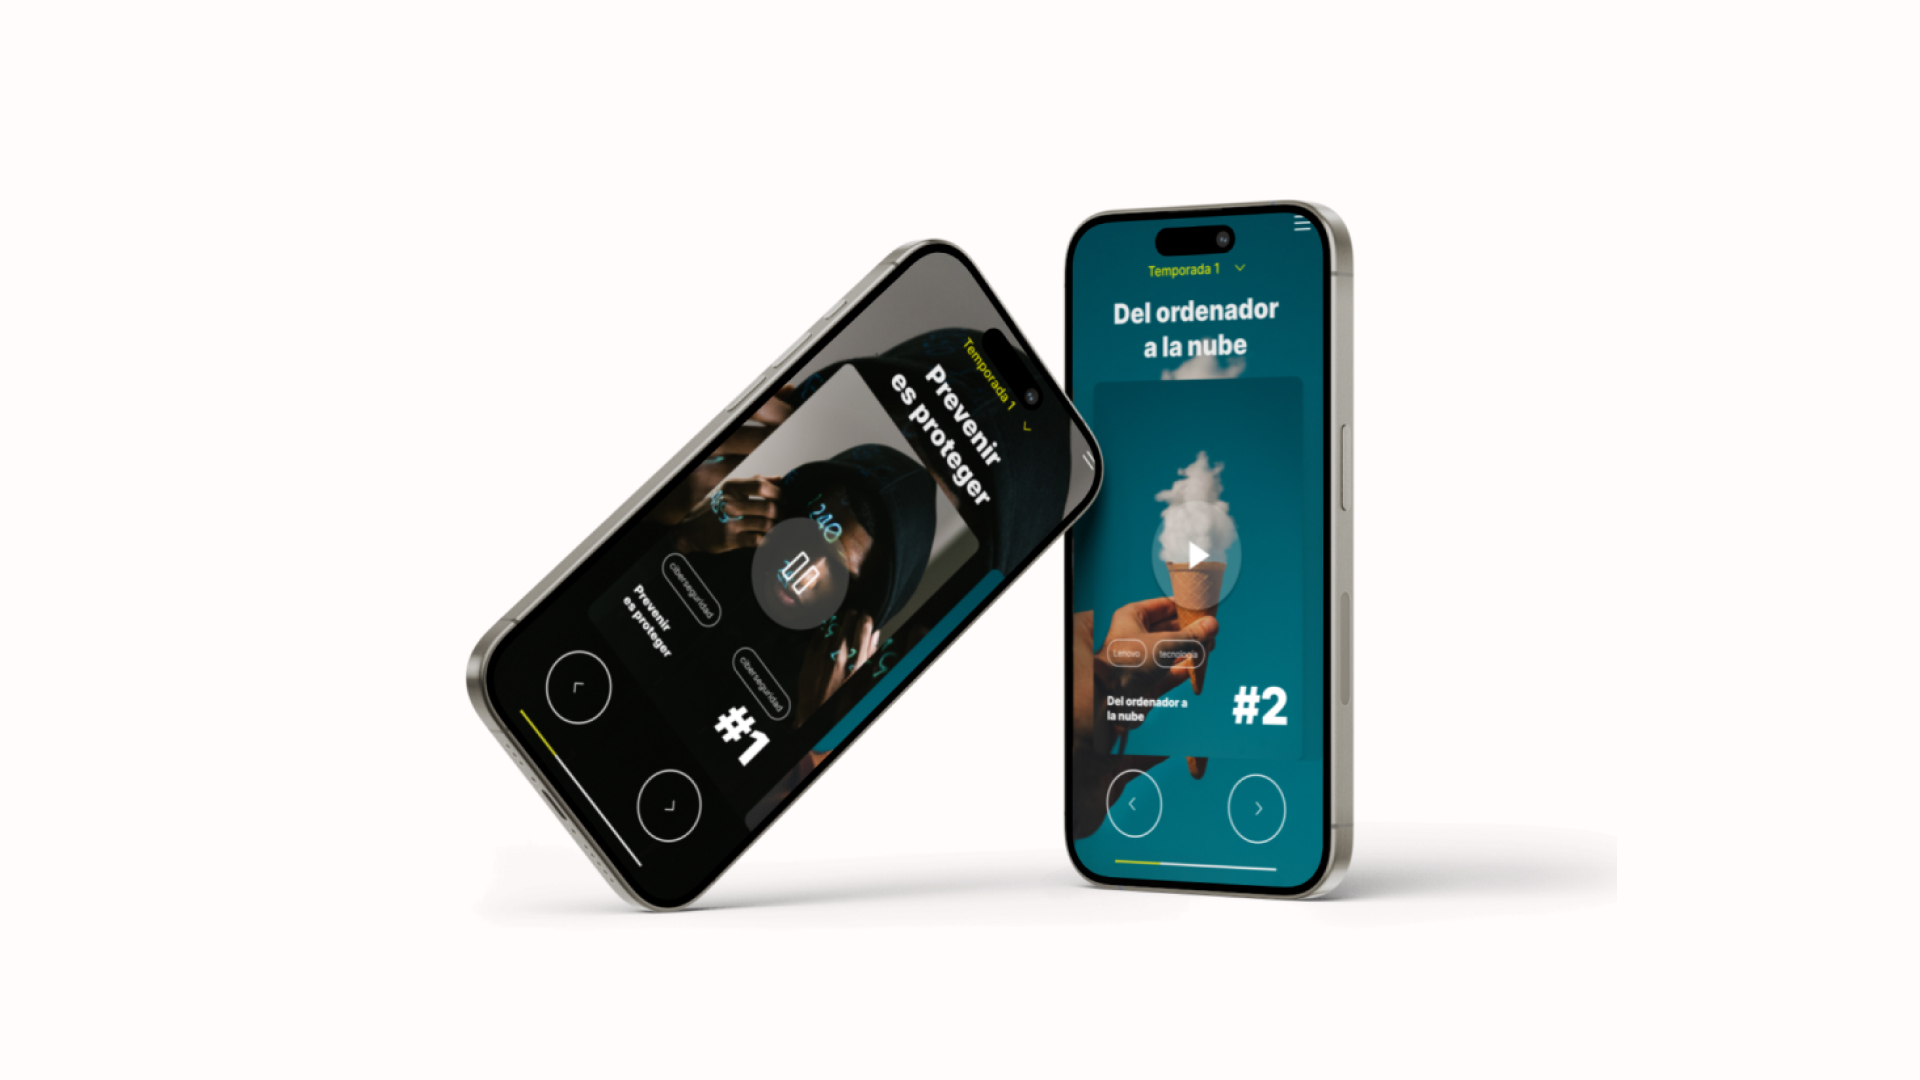 Temporada 1
Prevenir
es proteger
240
ciberseguridad
Prevenir
es proteger
ciberseguridad
#1
Temporada 1
Del ordenador
a la nube
Lenovo
tecnología
Del ordenador a
la nube
#2